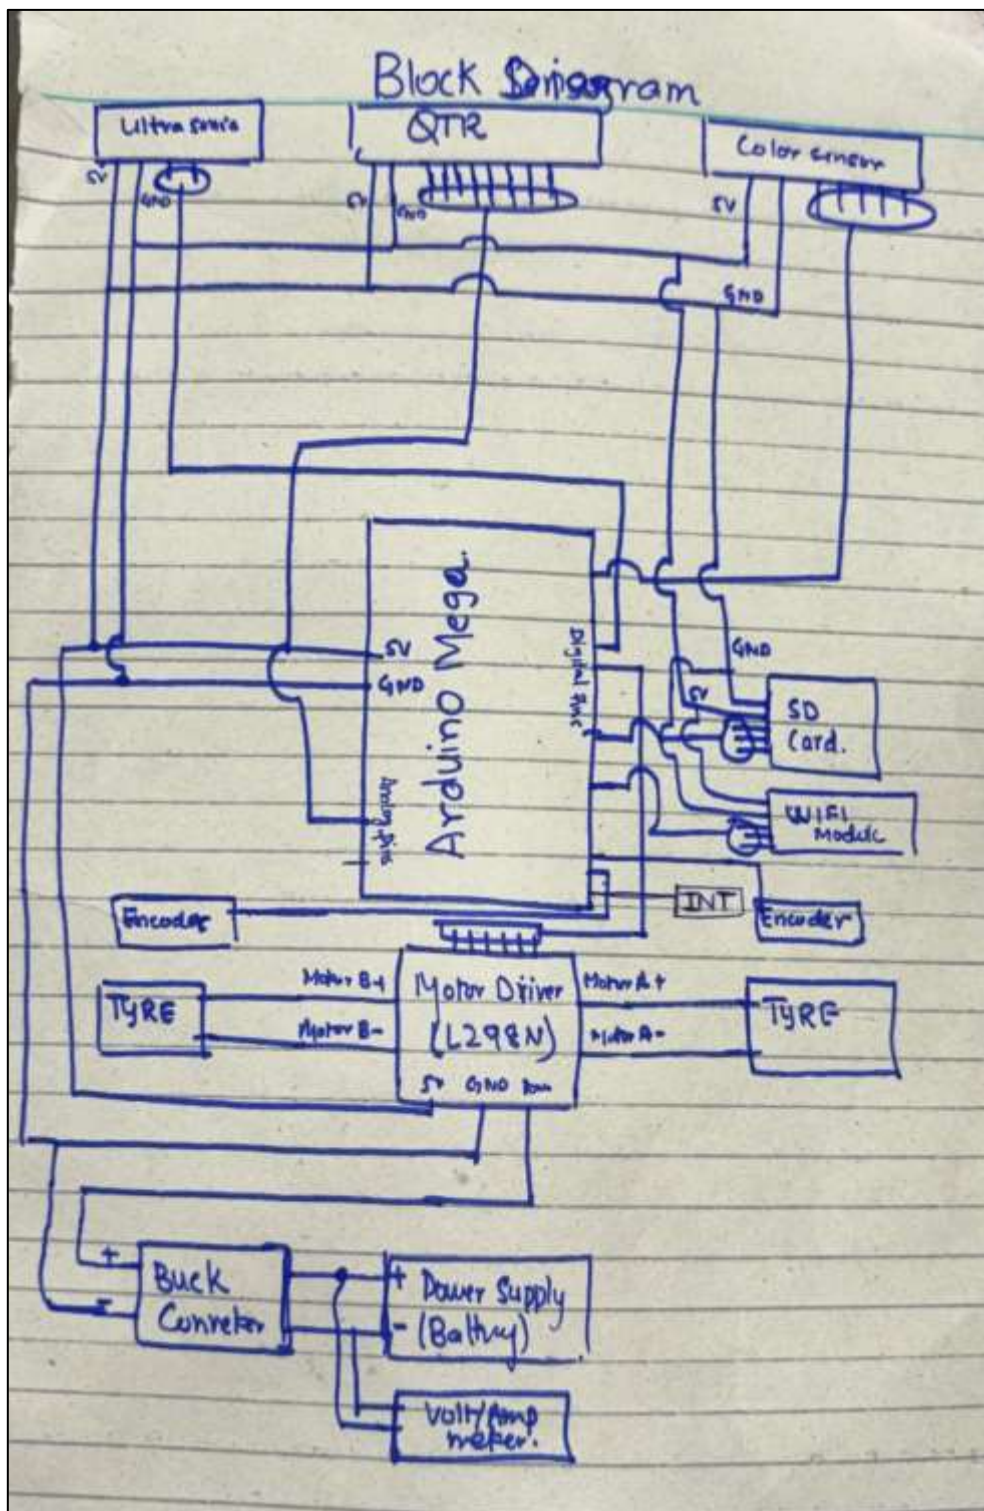 Block Diagram
Ultrasonic
QTR
Color sensor
5V
GND
5V
GND
5V
GND
Arduino Mega
5V
GND
Digital Pins
Analog Pins
GND
5V
SD
Card.
WIFI
Module
INT
Encoder
Encoder
Motor Driver
(L298N)
Motor B+
Motor B-
Motor A+
Motor A-
TYRE
TYRE
5V GND
+
-
Buck
Conveter
+
-
Power Supply
(Battry)
Volt/Amp
meter.